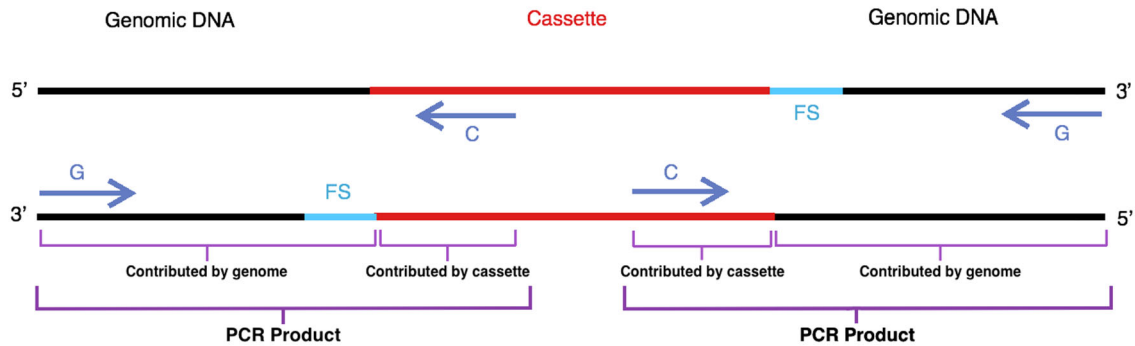 Genomic DNA Cassette Genomic DNA
5’ 3’
FS
C G
G C
FS
3’ 5’
Contributed by genome Contributed by cassette Contributed by cassette Contributed by genome
PCR Product PCR Product